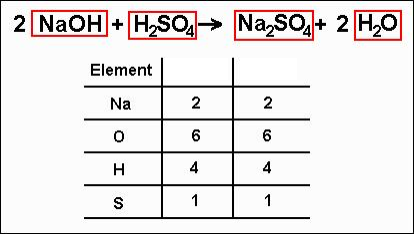 2 NaOH + H₂SO₄ → Na₂SO₄ + 2 H₂O
Element
Na 2 2
O 6 6
H 4 4
S 1 1